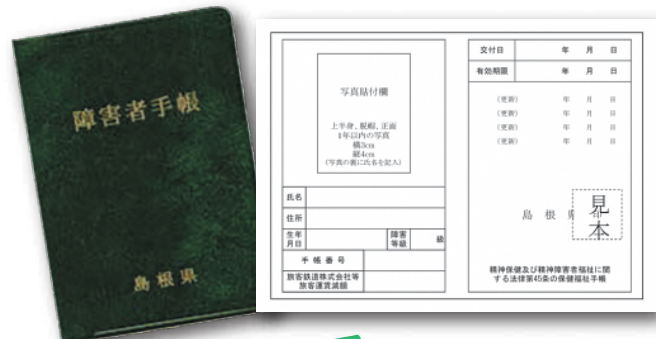 障害者手帳
島根県
写真貼付欄
上半身、脱帽、正面
1年以内の写真
横3cm
縦4cm
(写真の裏に氏名を記入)
氏名
住所
生年月日 障害等級 級
手帳番号
旅客鉄道株式会社等
旅客運賃減額
交付日 年 月 日
有効期限 年 月 日
(更新) 年 月 日
(更新) 年 月 日
(更新) 年 月 日
(更新) 年 月 日
島根県
見本
精神保健及び精神障害者福祉に関
する法律第45条の保健福祉手帳